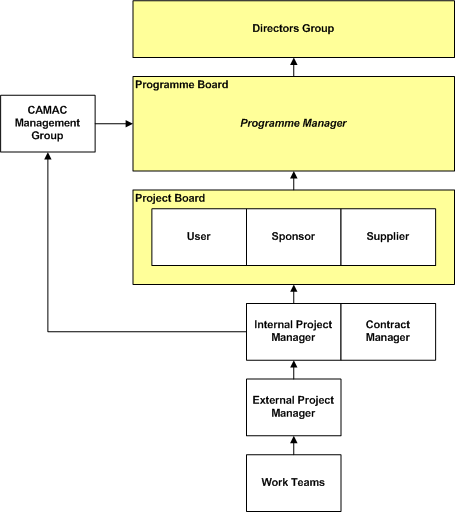 Directors Group
Programme Board
Programme Manager
CAMAC
Management
Group
Project Board
User
Sponsor
Supplier
Internal Project
Manager
Contract
Manager
External Project
Manager
Work Teams